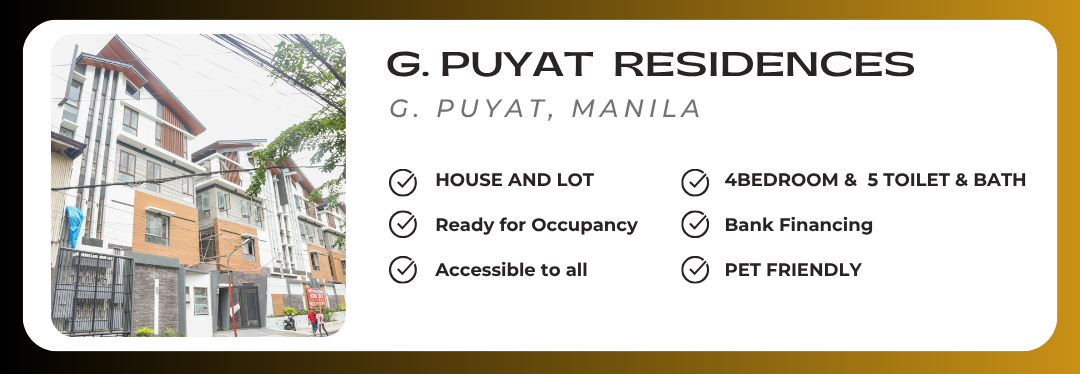 G. PUYAT RESIDENCES
G. PUYAT, MANILA
HOUSE AND LOT
Ready for Occupancy
Accessible to all
4BEDROOM & 5 TOILET & BATH
Bank Financing
PET FRIENDLY